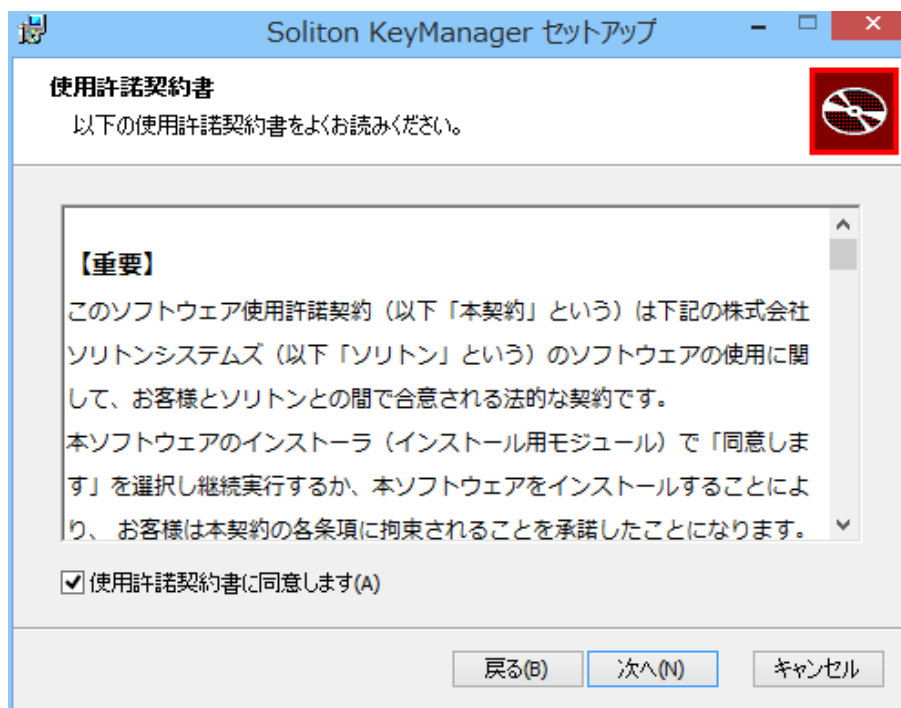 Soliton KeyManager セットアップ
使用許諾契約書
以下の使用許諾契約書をよくお読みください。
【重要】
このソフトウェア使用許諾契約（以下「本契約」という）は下記の株式会社
ソリトンシステムズ（以下「ソリトン」という）のソフトウェアの使用に関
して、お客様とソリトンとの間で合意される法的な契約です。
本ソフトウェアのインストーラ（インストール用モジュール）で「同意しま
す」を選択し継続実行するか、本ソフトウェアをインストールすることによ
り、 お客様は本契約の各条項に拘束されることを承諾したことになります。
使用許諾契約書に同意します(A)
戻る(B) 次へ(N) キャンセル